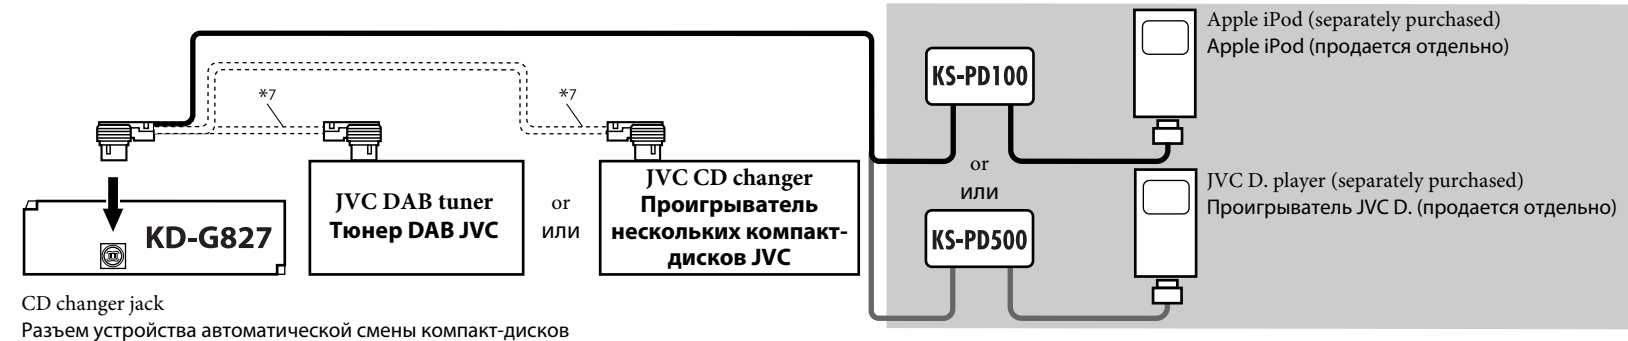 Apple iPod (separately purchased)
Apple iPod (продается отдельно)
KS-PD100
*7
*7
or
или
JVC D. player (separately purchased)
Проигрыватель JVC D. (продается отдельно)
KS-PD500
KD-G827
JVC DAB tuner
Тюнер DAB JVC
or
или
JVC CD changer
Проигрыватель
нескольких компакт-
дисков JVC
CD changer jack
Разъем устройства автоматической смены компакт-дисков